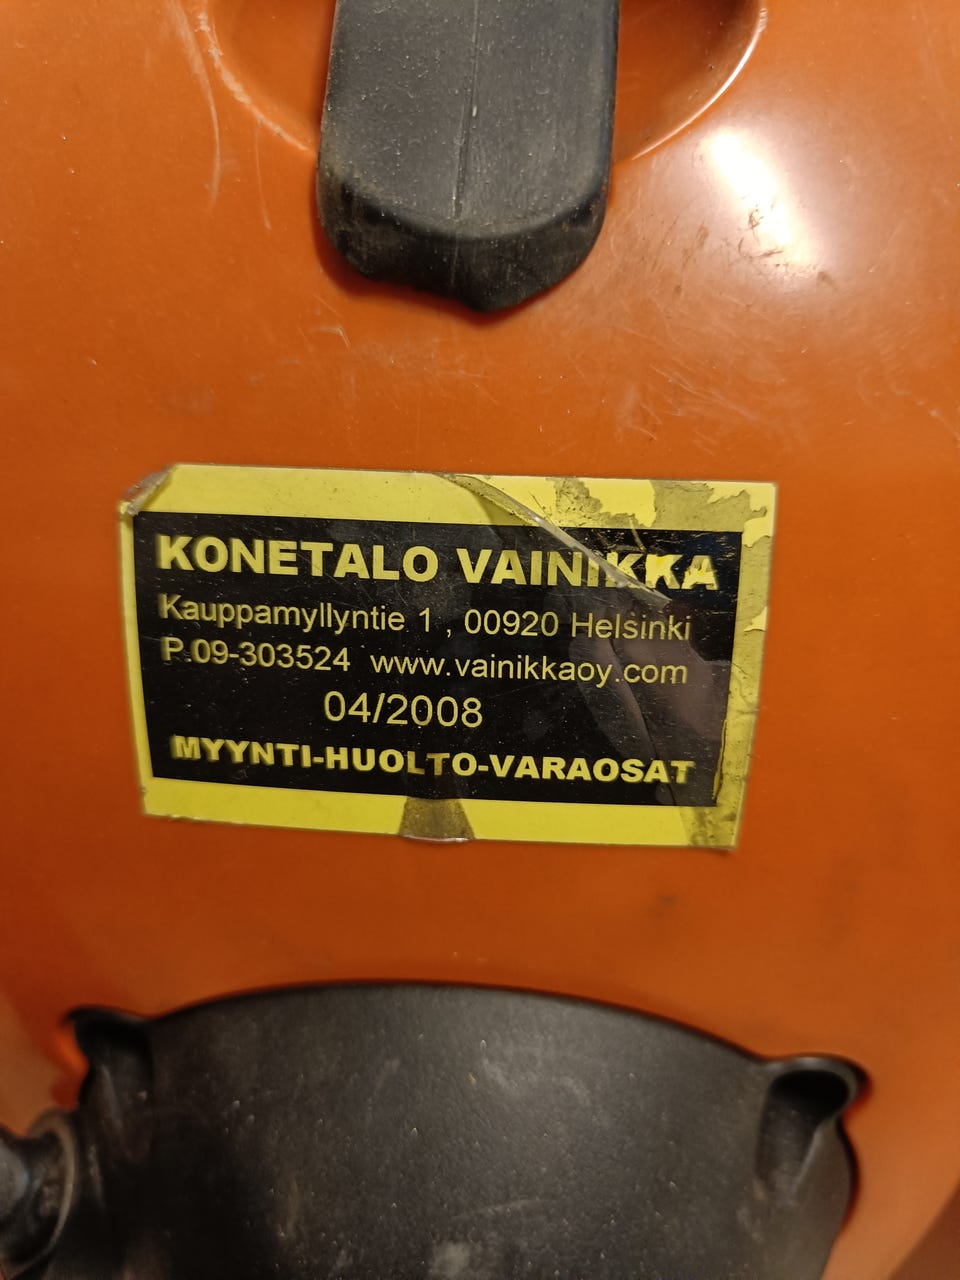 KONETALO VAINIKKA
Kauppamyllyntie 1 , 00920 Helsinki
P.09-303524 www.vainikkaoy.com
04/2008
MYYNTI-HUOLTO-VARAOSAT